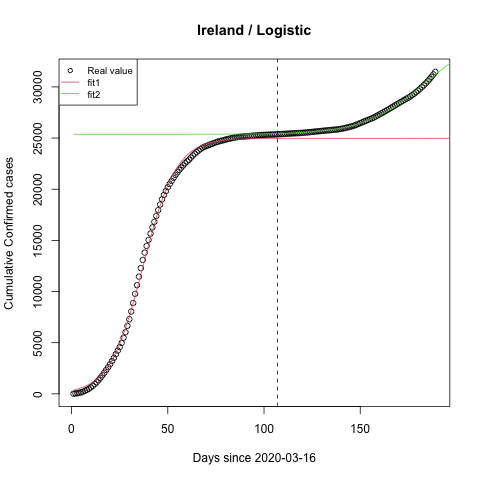 Ireland / Logistic
Real value
fit1
fit2
Cumulative Confirmed cases
30000
25000
20000
15000
10000
5000
0
0 50 100 150
Days since 2020-03-16